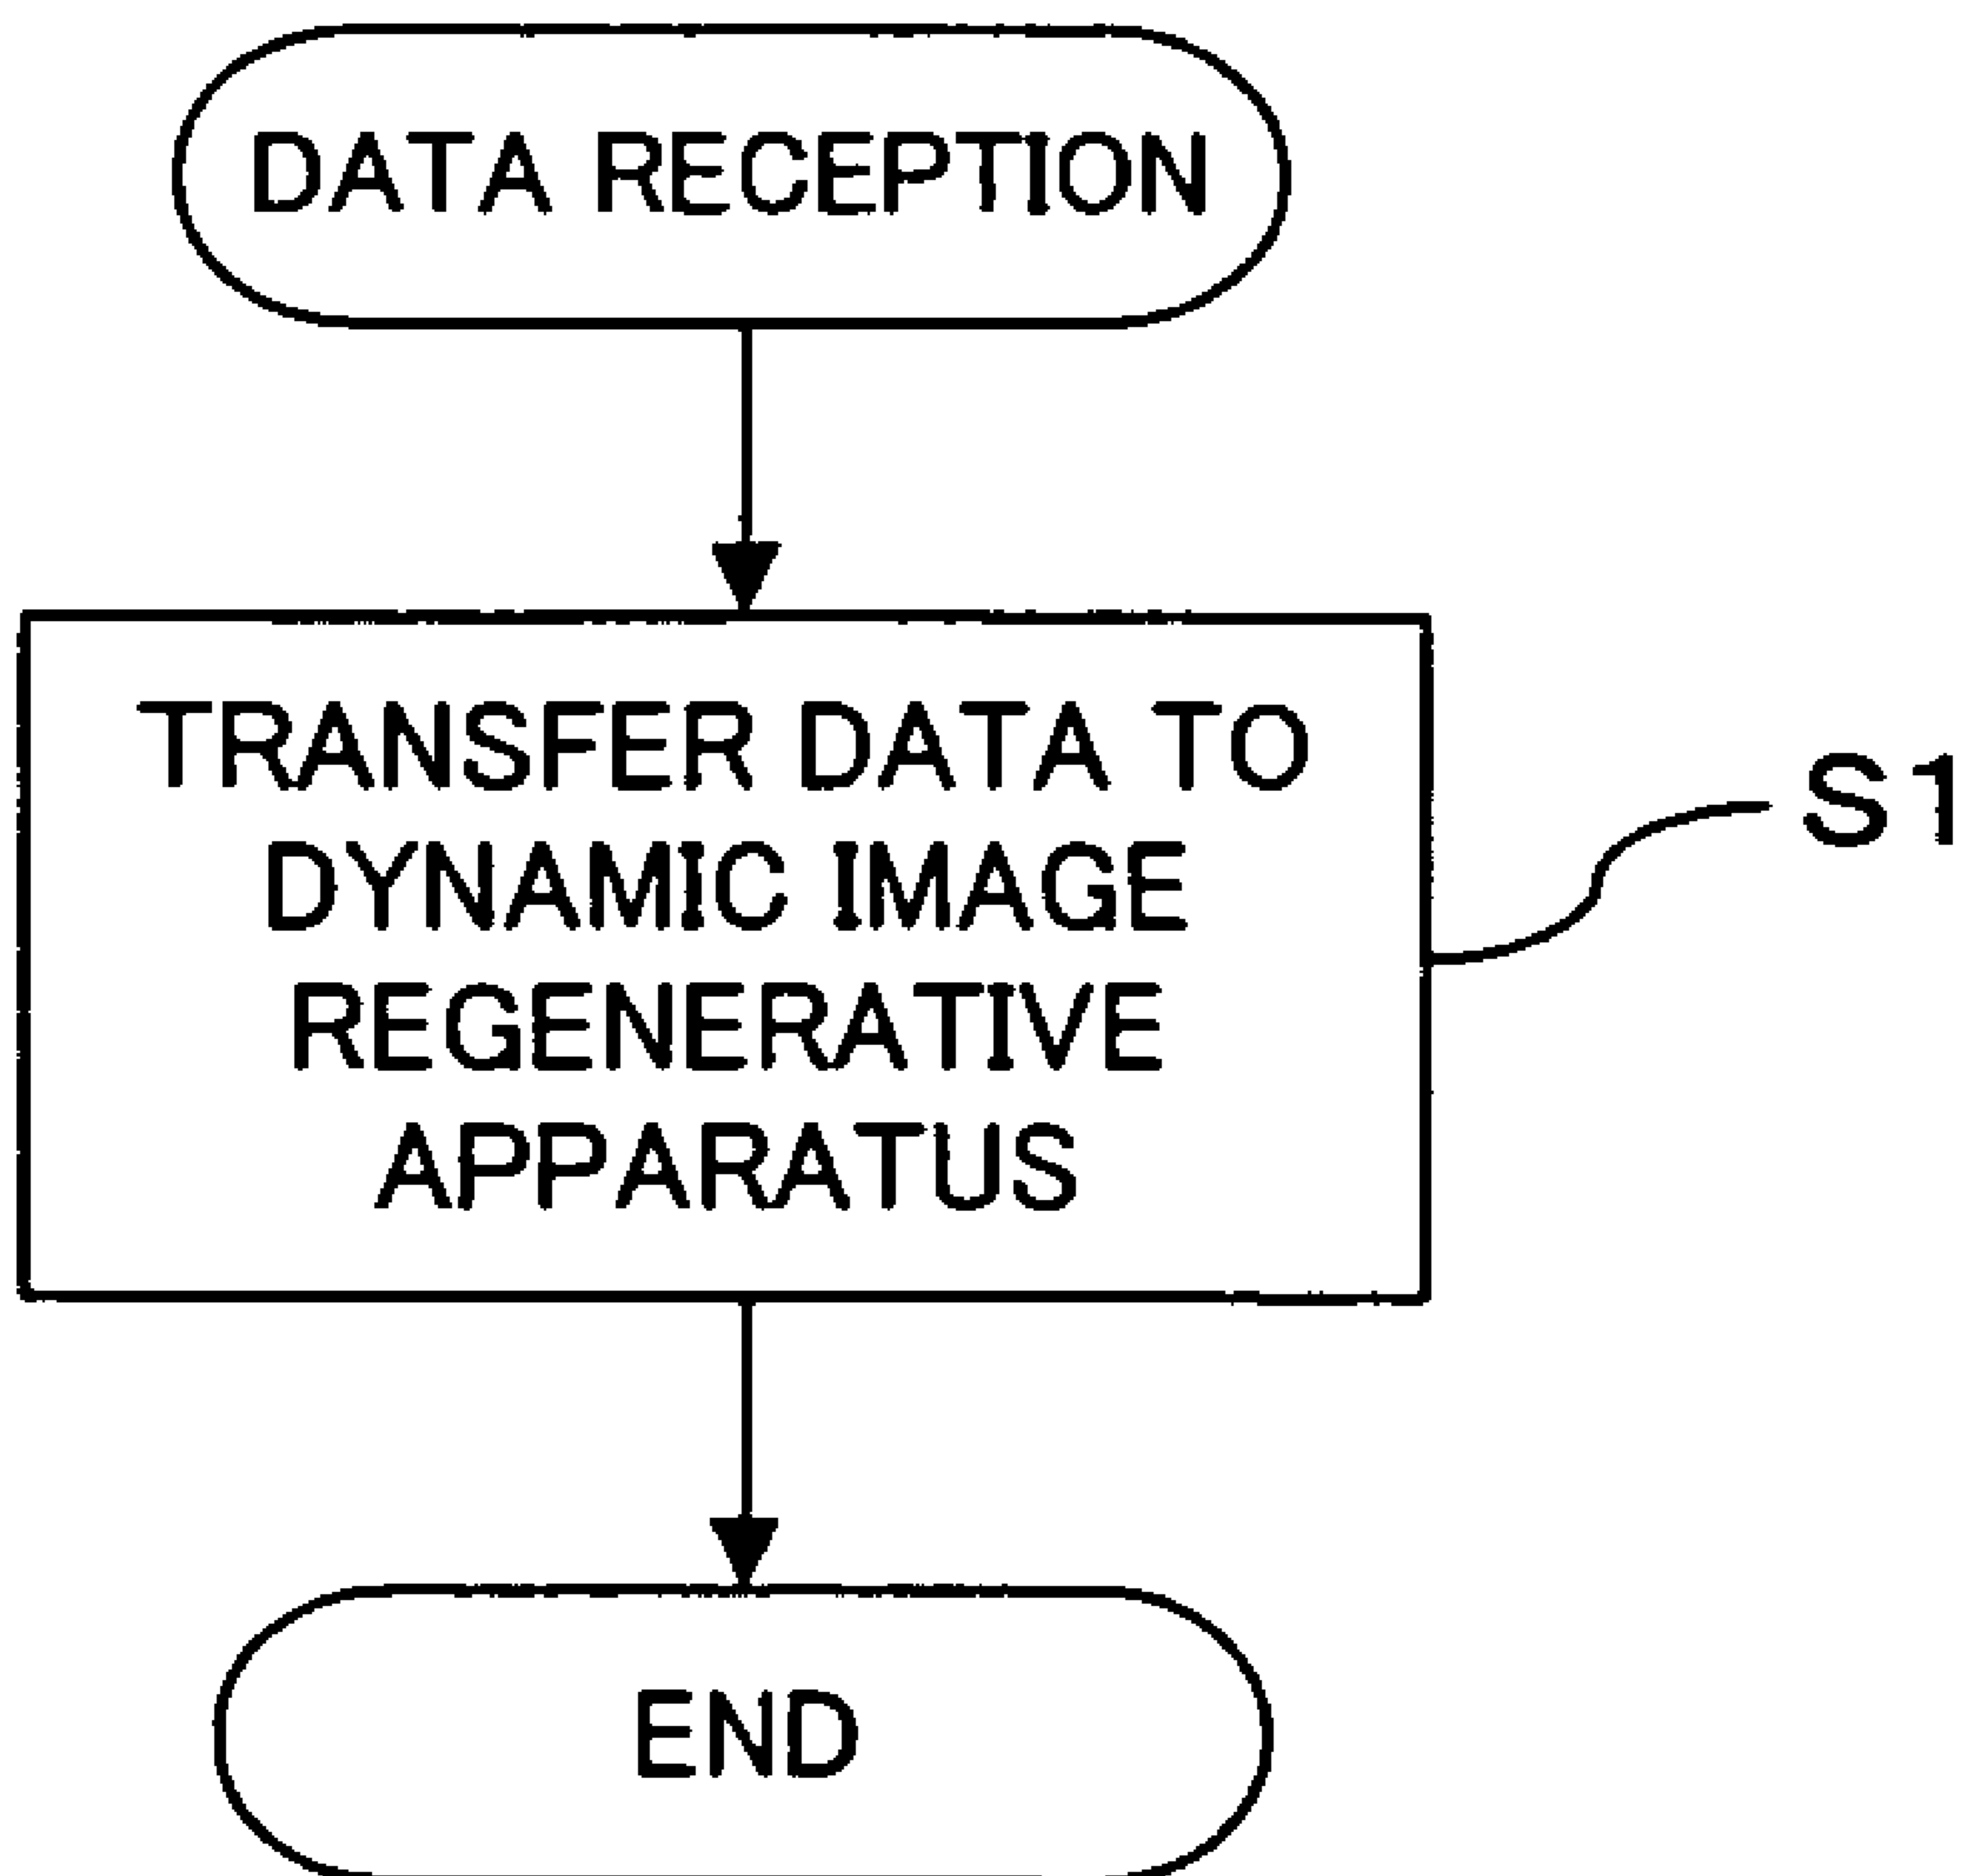 DATA RECEPTION
TRANSFER DATA TO
DYNAMIC IMAGE
REGENERATIVE
APPARATUS
S1
END